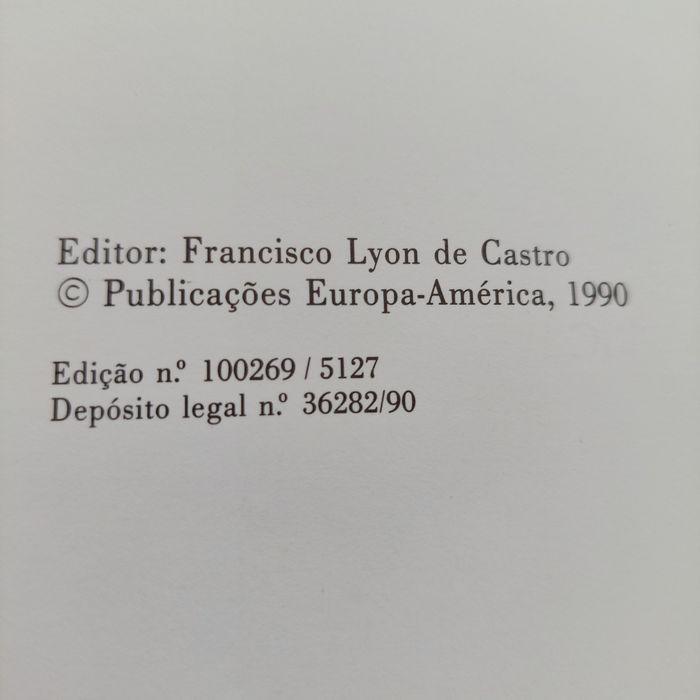 Editor: Francisco Lyon de Castro
© Publicações Europa-América, 1990
Edição n.º 100269 / 5127
Depósito legal n.º 36282/90